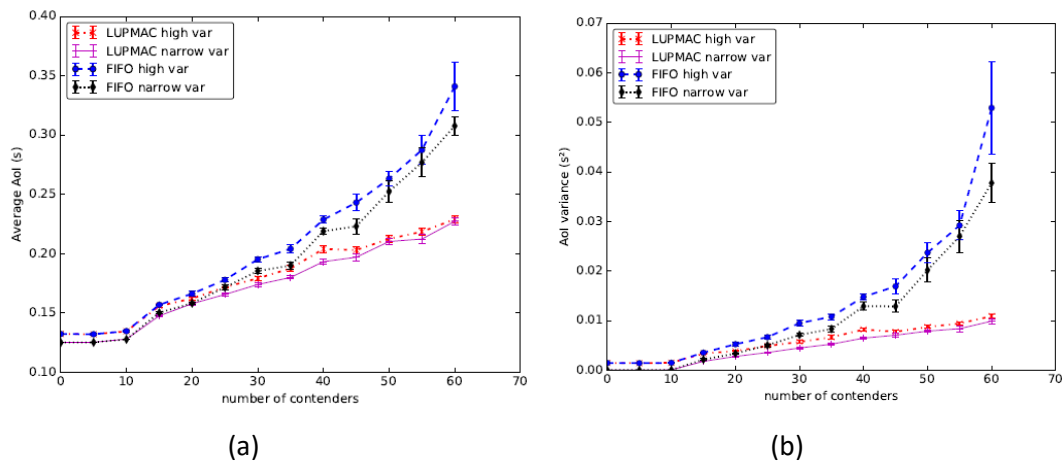 0.40
0.35
0.30
0.25
0.20
0.15
0.10
Average AoI (s)
LUPMAC high var
LUPMAC narrow var
FIFO high var
FIFO narrow var
0 10 20 30 40 50 60 70
number of contenders
(a)
0.07
0.06
0.05
0.04
0.03
0.02
0.01
0.00
AoI variance (s²)
LUPMAC high var
LUPMAC narrow var
FIFO high var
FIFO narrow var
0 10 20 30 40 50 60 70
number of contenders
(b)